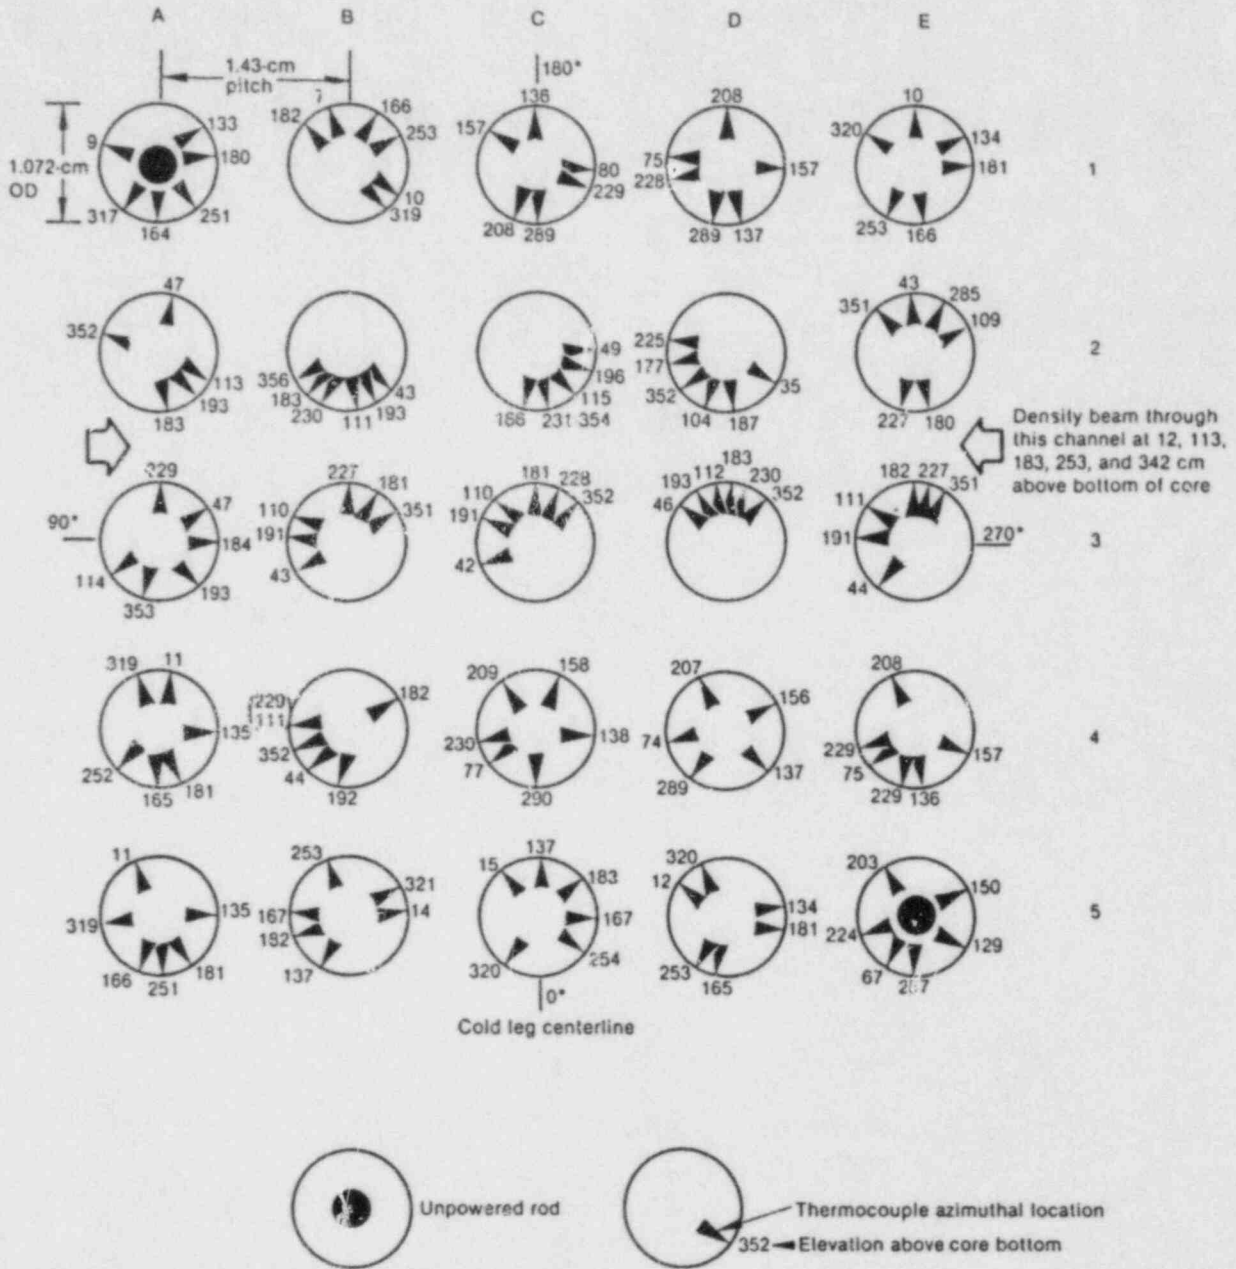 A B C D E
1.43-cm
pitch
180°
1.072-cm
OD
9 133 180 251 164 317
182 7 166 253 10 319
157 136 80 229 289 208
75 228 208 157 137 289
320 10 134 181 166 253
1
352 47 113 193 183
356 183 230 111 193 43
49 196 115 354 231 186
225 177 352 104 187 35
351 43 285 109 180 227
2
Density beam through
this channel at 12, 113,
183, 253, and 342 cm
above bottom of core
90°
229 47 184 193 353 114
110 191 43 227 181 351
110 191 42 181 228 352
46 193 112 183 230 352
111 191 44 182 227 351
270°
3
319 11 135 181 165 252
(229)
111 352 44 192 182
209 158 138 290 77 230
207 156 137 289 74
208 157 136 229 75 229
4
11 135 181 251 166 319
253 321 14 137 182 167
15 137 183 167 254 320
12 320 134 181 165 253
203 150 129 67 224
5
0°
Cold leg centerline
Unpowered rod
Thermocouple azimuthal location
352 Elevation above core bottom